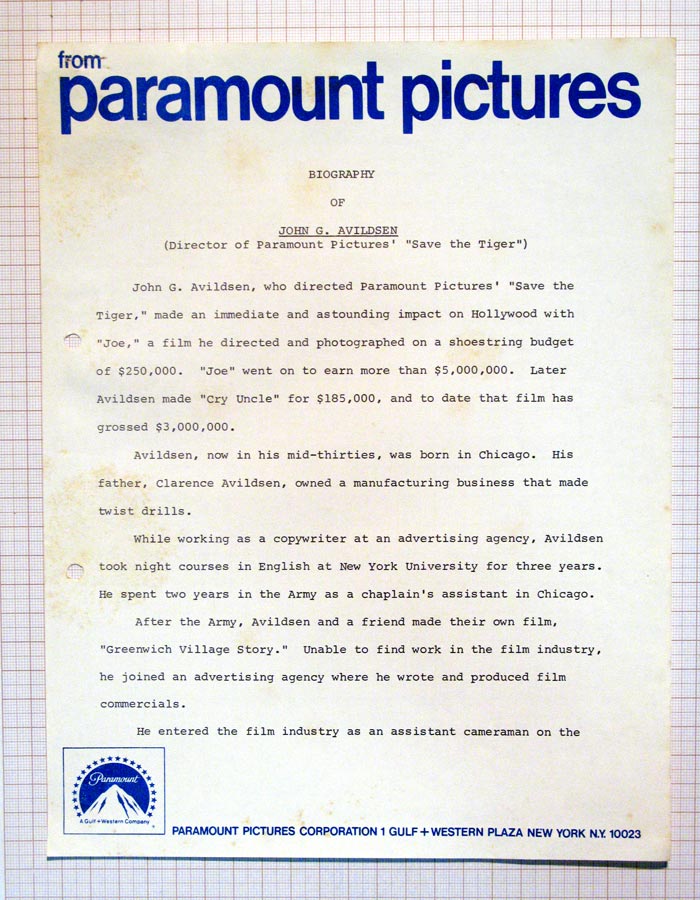 from
paramount pictures
BIOGRAPHY
OF
JOHN G. AVILDSEN
(Director of Paramount Pictures' "Save the Tiger")
John G. Avildsen, who directed Paramount Pictures' "Save the
Tiger," made an immediate and astounding impact on Hollywood with
"Joe," a film he directed and photographed on a shoestring budget
of $250,000.  "Joe" went on to earn more than $5,000,000.  Later
Avildsen made "Cry Uncle" for $185,000, and to date that film has
grossed $3,000,000.
Avildsen, now in his mid-thirties, was born in Chicago.  His
father, Clarence Avildsen, owned a manufacturing business that made
twist drills.
While working as a copywriter at an advertising agency, Avildsen
took night courses in English at New York University for three years.
He spent two years in the Army as a chaplain's assistant in Chicago.
After the Army, Avildsen and a friend made their own film,
"Greenwich Village Story."  Unable to find work in the film industry,
he joined an advertising agency where he wrote and produced film
commercials.
He entered the film industry as an assistant cameraman on the
Paramount
A Gulf+Western Company
PARAMOUNT PICTURES CORPORATION 1 GULF+WESTERN PLAZA NEW YORK N.Y. 10023